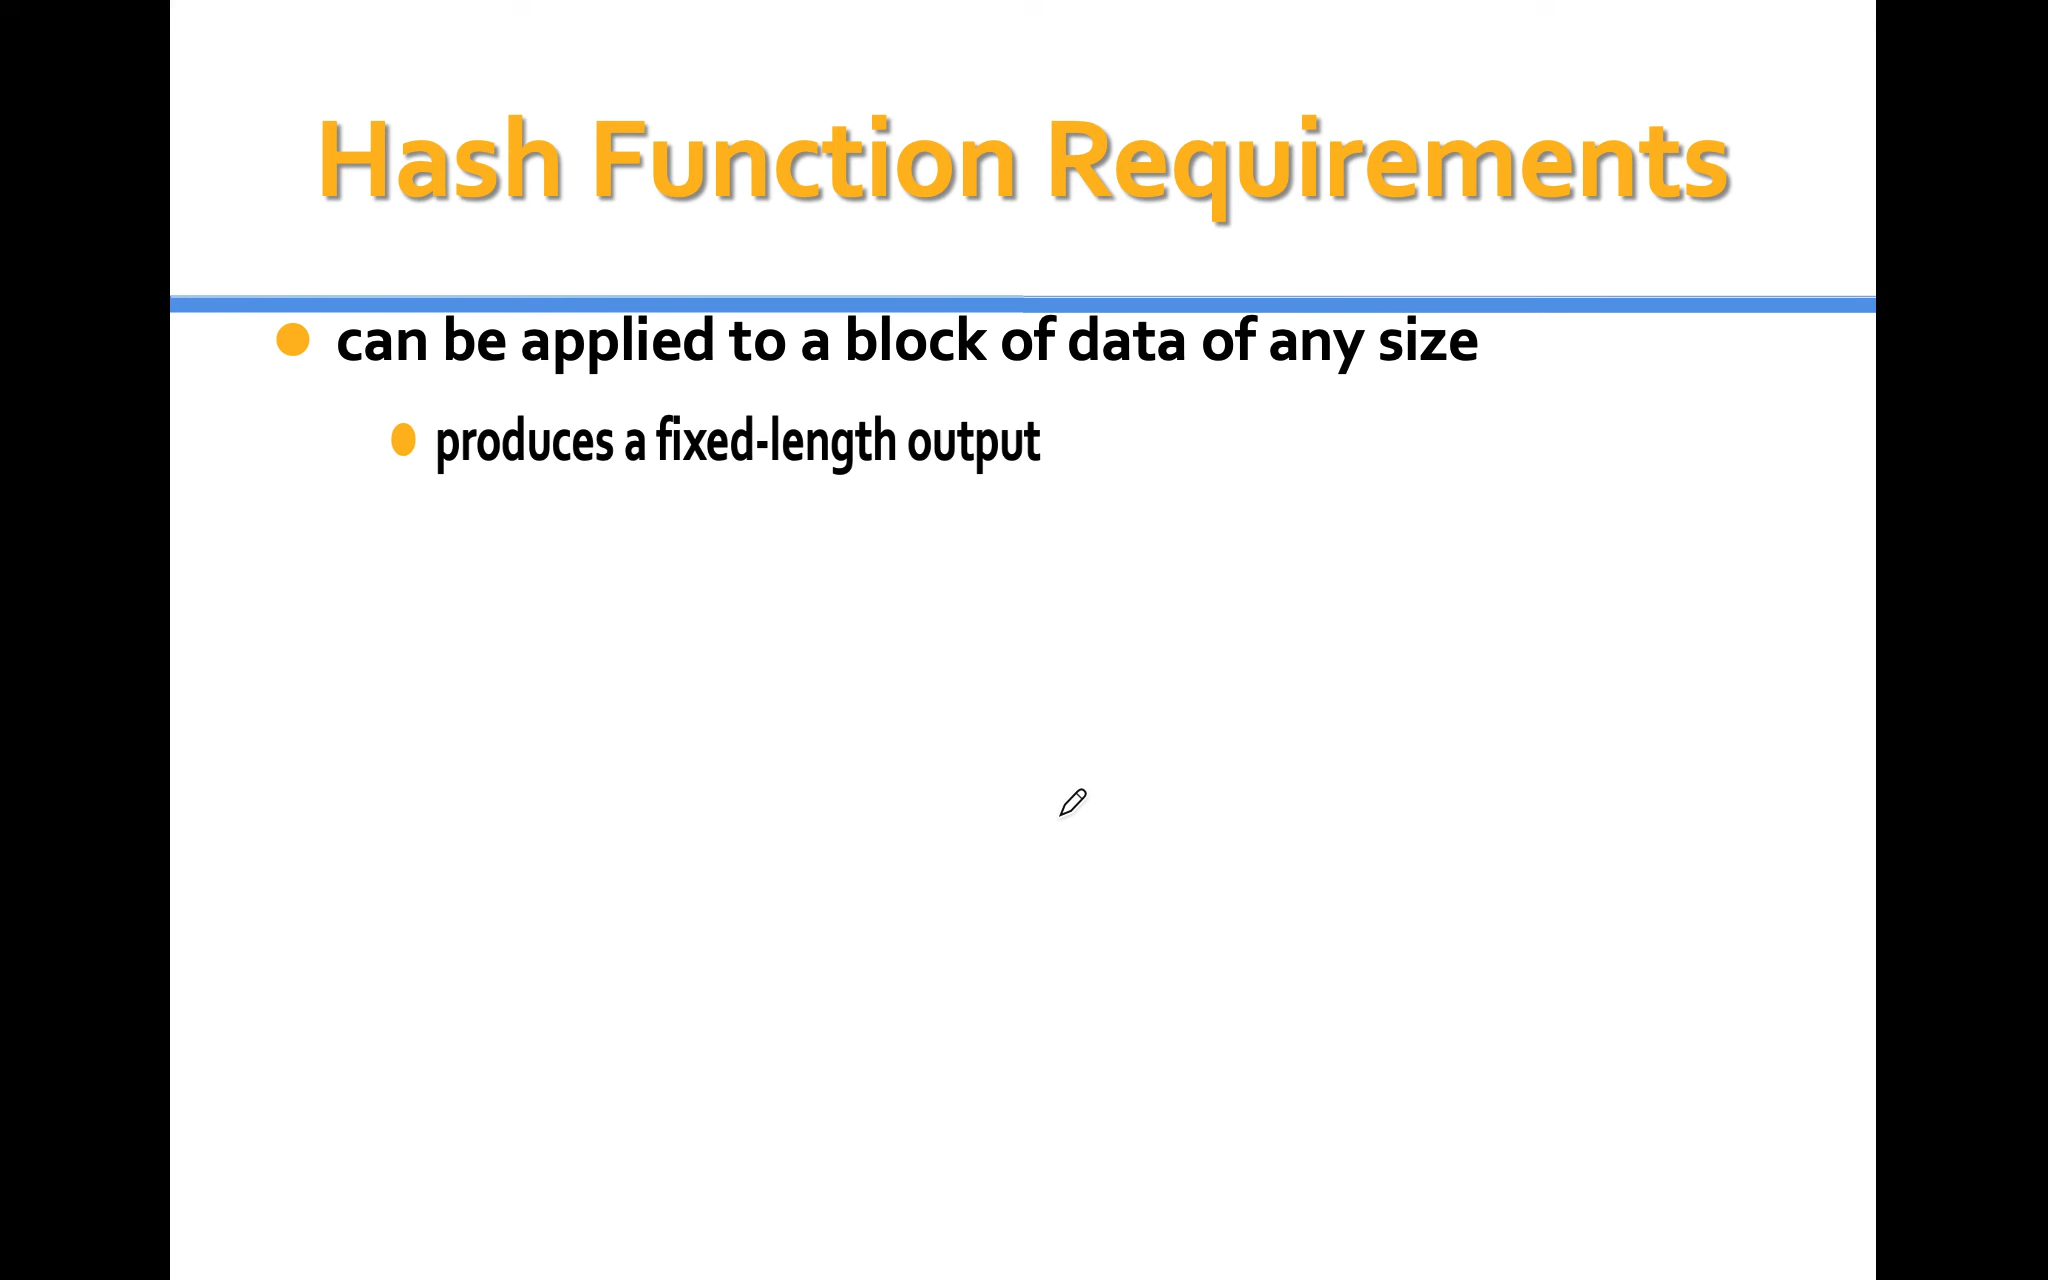 Hash Function Requirements
can be applied to a block of data of any size
produces a fixed-length output